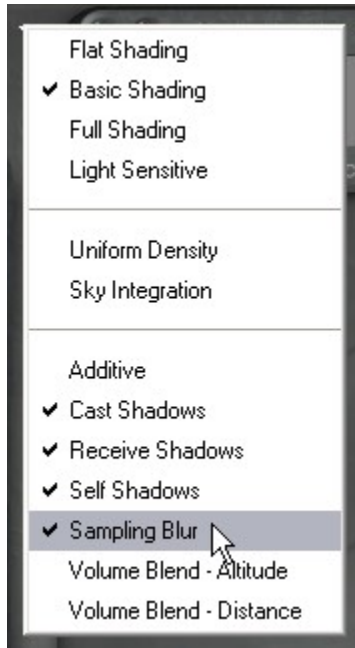 Flat Shading
Basic Shading
Full Shading
Light Sensitive
Uniform Density
Sky Integration
Additive
Cast Shadows
Receive Shadows
Self Shadows
Sampling Blur
Volume Blend - Altitude
Volume Blend - Distance